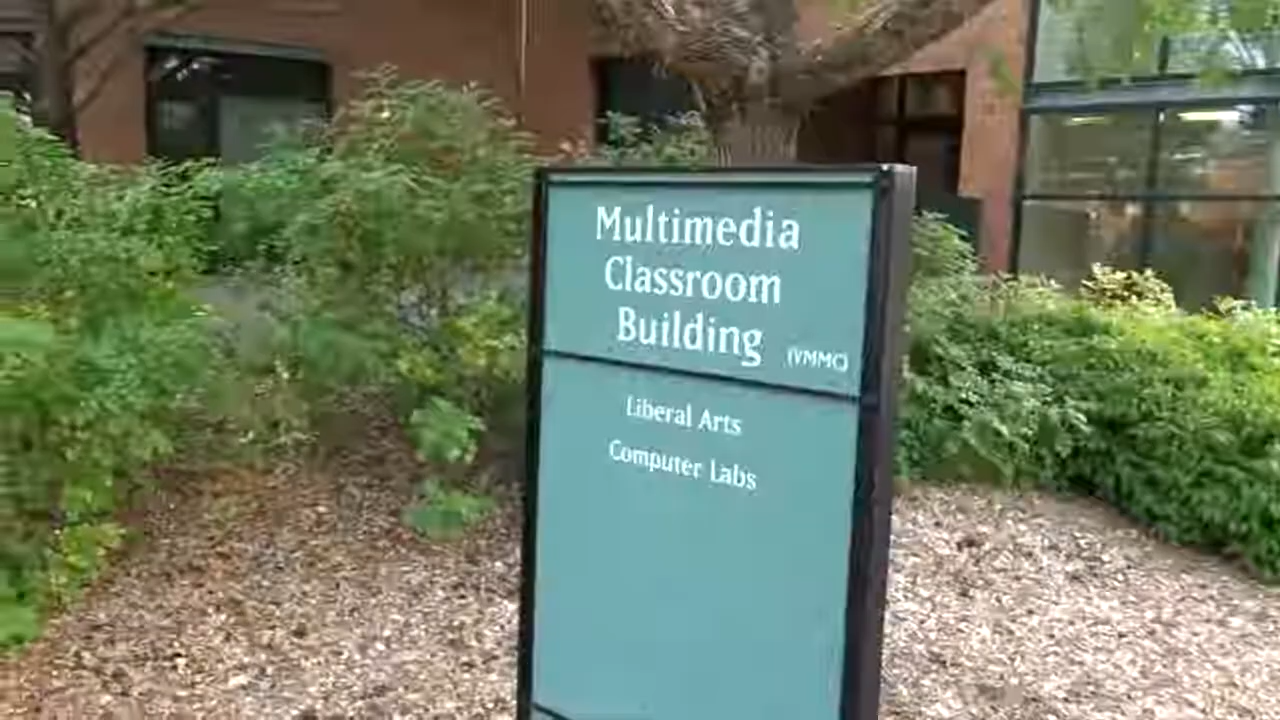 Multimedia
Classroom
Building (VMMC)
Liberal Arts
Computer Labs